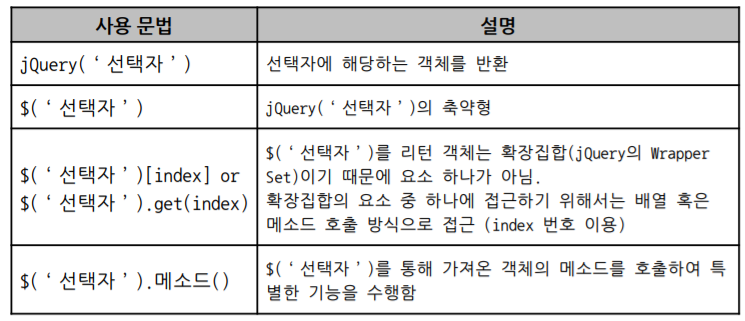 사용 문법
설명
jQuery(‘선택자’)
선택자에 해당하는 객체를 반환
$(‘선택자’)
jQuery(‘선택자’)의 축약형
$(‘선택자’)[index] or
$(‘선택자’).get(index)
$(‘선택자’)를 리턴 객체는 확장집합(jQuery의 Wrapper
Set)이기 때문에 요소 하나가 아님.
확장집합의 요소 중 하나에 접근하기 위해서는 배열 혹은
메소드 호출 방식으로 접근 (index 번호 이용)
$(‘선택자’).메소드()
$(‘선택자’)를 통해 가져온 객체의 메소드를 호출하여 특
별한 기능을 수행함